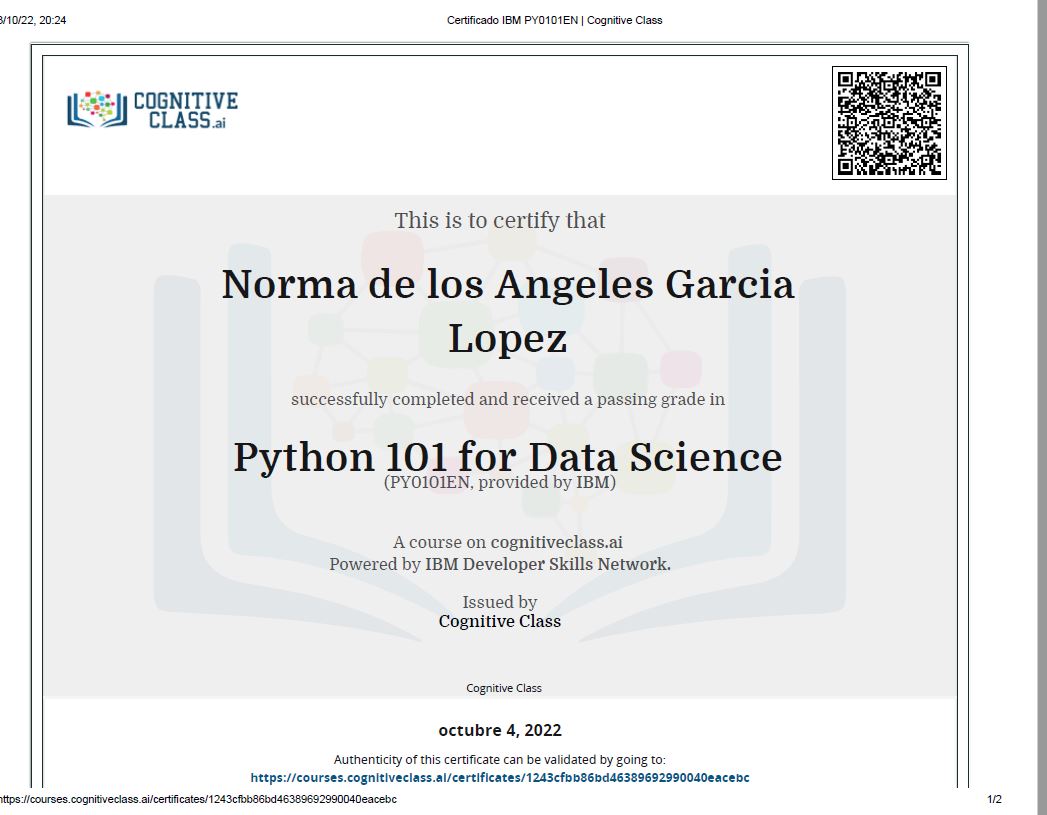 /10/22, 20:24
Certificado IBM PY0101EN | Cognitive Class
COGNITIVE
CLASS.ai
This is to certify that
Norma de los Angeles Garcia
Lopez
successfully completed and received a passing grade in
Python 101 for Data Science
(PY0101EN, provided by IBM)
A course on cognitiveclass.ai
Powered by IBM Developer Skills Network.
Issued by
Cognitive Class
Cognitive Class
octubre 4, 2022
Authenticity of this certificate can be validated by going to:
https://courses.cognitiveclass.ai/certificates/1243cfbb86bd46389692990040eacebc
https://courses.cognitiveclass.ai/certificates/1243cfbb86bd46389692990040eacebc
1/2